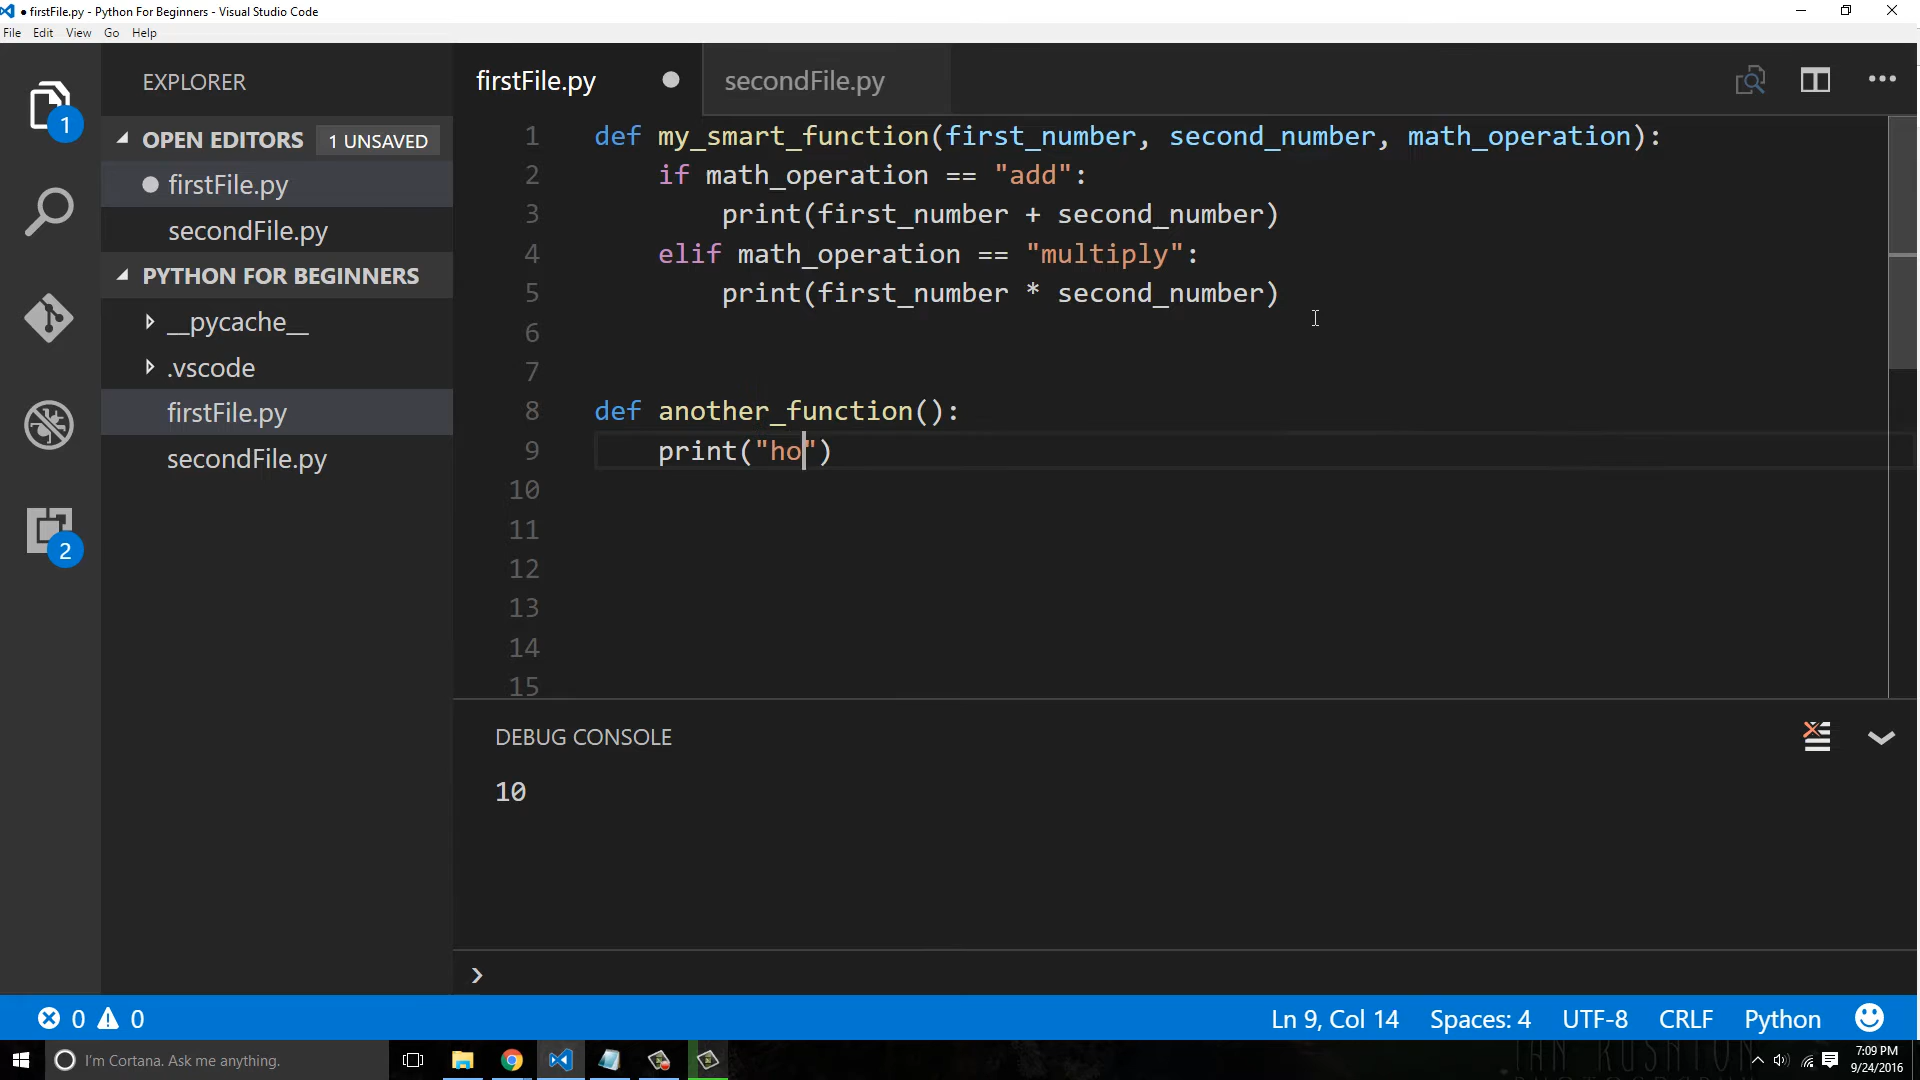 ● firstFile.py - Python For Beginners - Visual Studio Code
File Edit View Go Help
EXPLORER
OPEN EDITORS 1 UNSAVED
firstFile.py
secondFile.py
PYTHON FOR BEGINNERS
__pycache__
.vscode
firstFile.py
secondFile.py
1
2
firstFile.py secondFile.py
1 def my_smart_function(first_number, second_number, math_operation):
2 if math_operation == "add":
3 print(first_number + second_number)
4 elif math_operation == "multiply":
5 print(first_number * second_number)
6
7
8 def another_function():
9 print("ho")
10
11
12
13
14
15
DEBUG CONSOLE
10
›
0 0 Ln 9, Col 14 Spaces: 4 UTF-8 CRLF Python
I'm Cortana. Ask me anything.
IAN RUSHTON
7:09 PM
9/24/2016